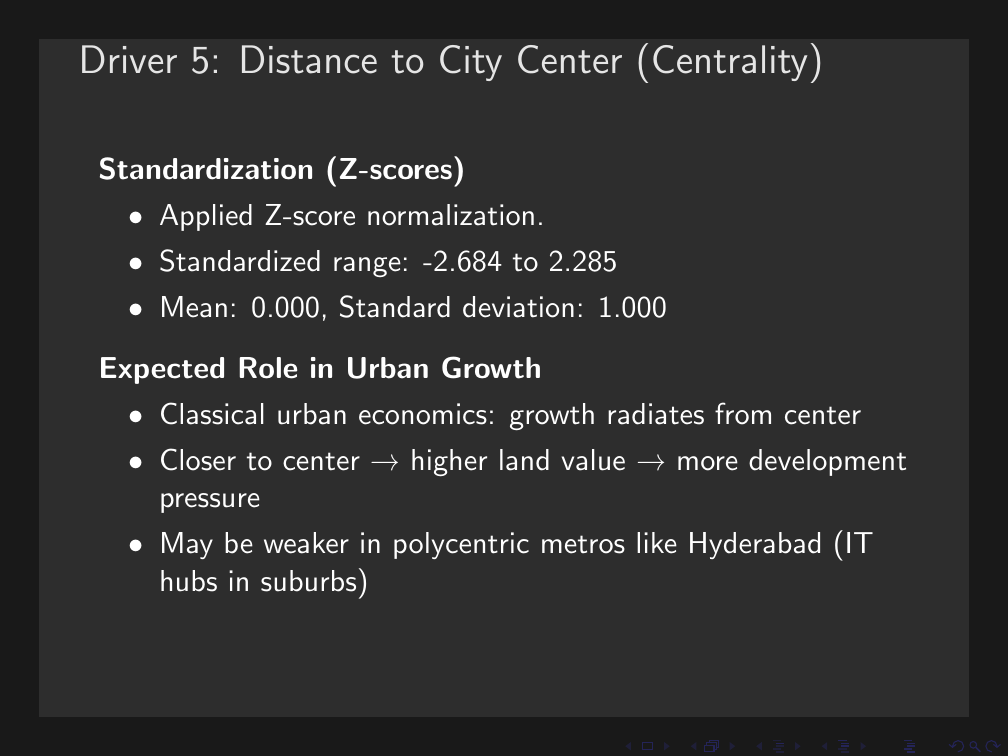 Driver 5: Distance to City Center (Centrality)
Standardization (Z-scores)
• Applied Z-score normalization.
• Standardized range: -2.684 to 2.285
• Mean: 0.000, Standard deviation: 1.000
Expected Role in Urban Growth
• Classical urban economics: growth radiates from center
• Closer to center → higher land value → more development
pressure
• May be weaker in polycentric metros like Hyderabad (IT
hubs in suburbs)